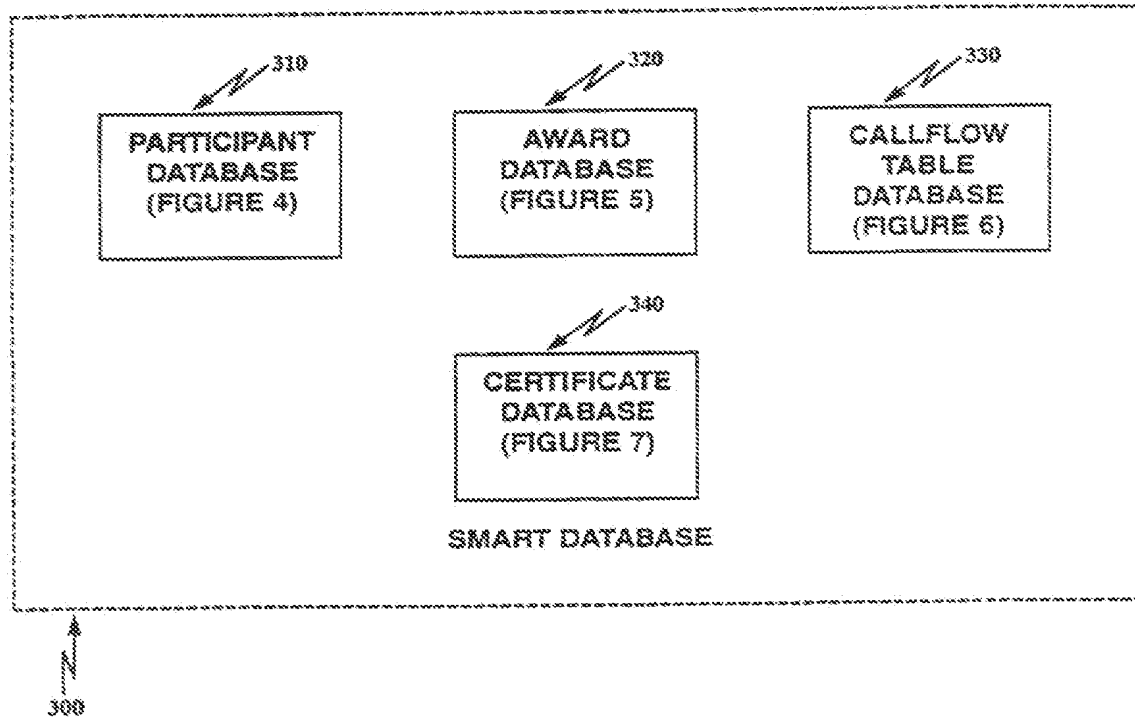 310
320
330
PARTICIPANT
DATABASE
(FIGURE 4)
AWARD
DATABASE
(FIGURE 5)
CALLFLOW
TABLE
DATABASE
(FIGURE 6)
340
CERTIFICATE
DATABASE
(FIGURE 7)
SMART DATABASE
300